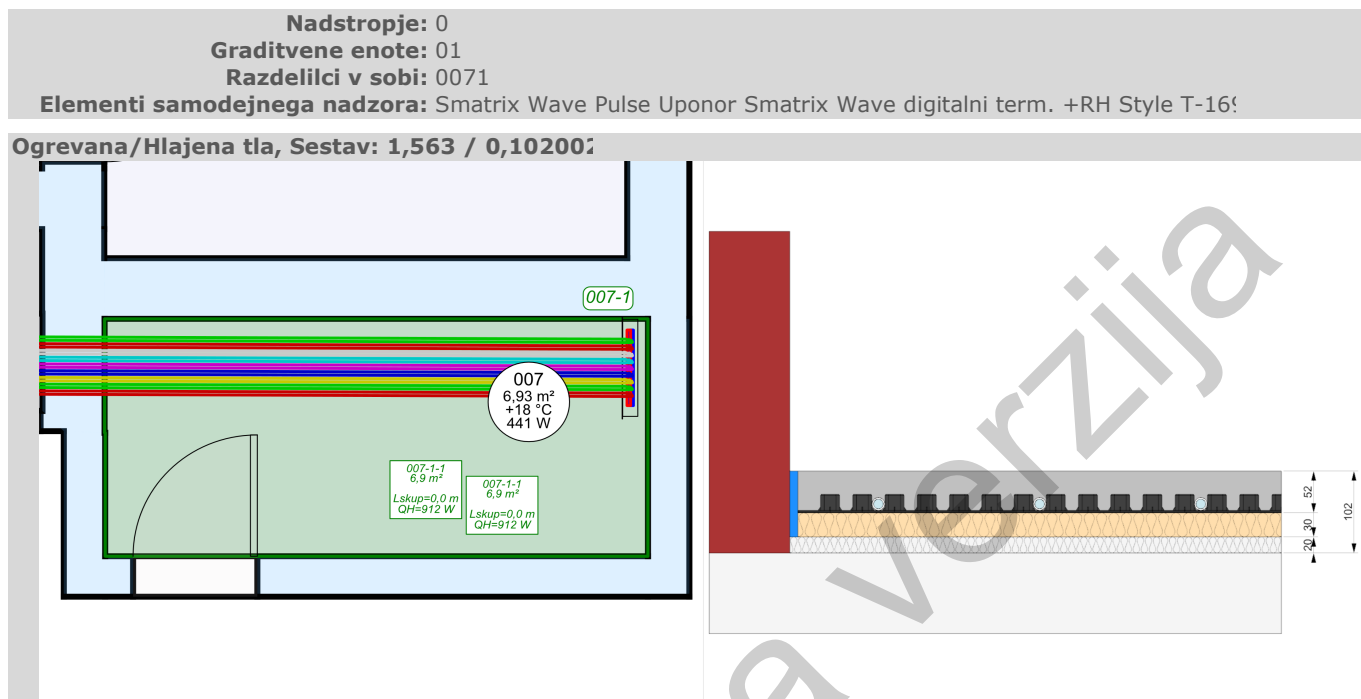 Nadstropje: 0
Graditvene enote: 01
Razdelilci v sobi: 0071
Elementi samodejnega nadzora: Smatrix Wave Pulse Uponor Smatrix Wave digitalni term. +RH Style T-169
Ogrevana/Hlajena tla, Sestav: 1,563 / 0,102002
007-1
007
6,93 m²
+18 °C
441 W
007-1-1
6,9 m²
Lskup=0,0 m
QH=912 W
007-1-1
6,9 m²
Lskup=0,0 m
QH=912 W
52
30
20
102
a verzija